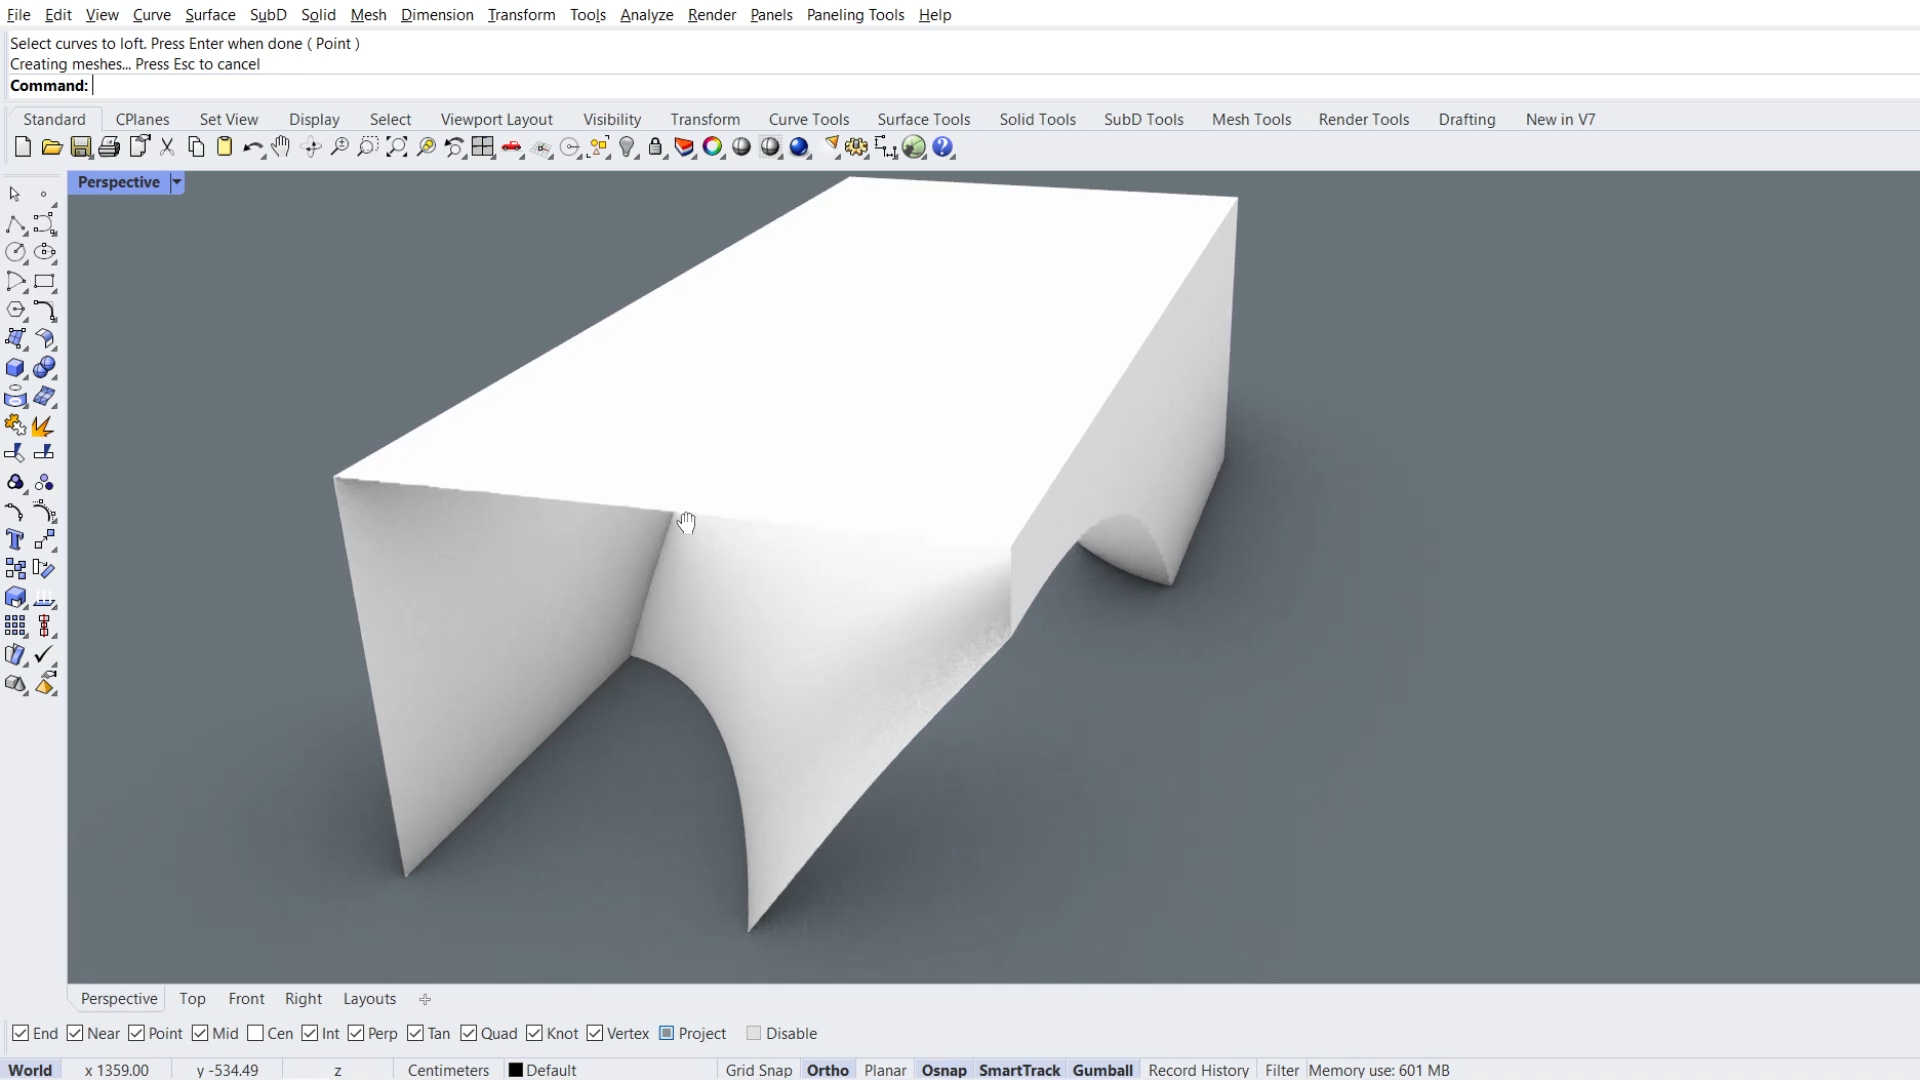 File Edit View Curve Surface SubD Solid Mesh Dimension Transform Tools Analyze Render Panels Paneling Tools Help
Select curves to loft. Press Enter when done ( Point )
Creating meshes... Press Esc to cancel
Command:
Standard CPlanes Set View Display Select Viewport Layout Visibility Transform Curve Tools Surface Tools Solid Tools SubD Tools Mesh Tools Render Tools Drafting New in V7
Perspective
Perspective Top Front Right Layouts
End Near Point Mid Cen Int Perp Tan Quad Knot Vertex Project Disable
World x 1359.00 y -534.49 z Centimeters Default Grid Snap Ortho Planar Osnap SmartTrack Gumball Record History Filter Memory use: 601 MB